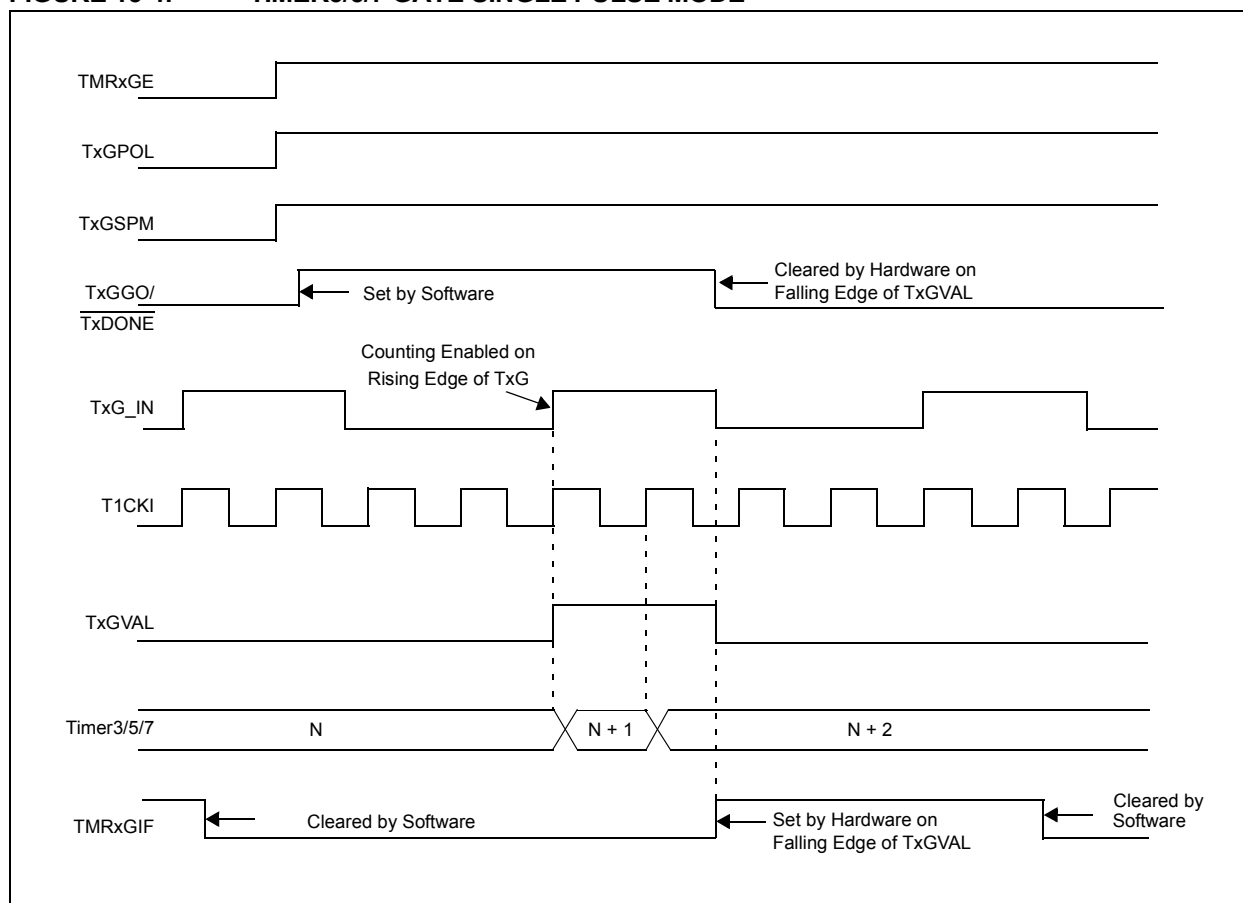 TMRxGE
TxGPOL
TxGSPM
TxGGO/
TxDONE
Set by Software
Cleared by Hardware on
Falling Edge of TxGVAL
Counting Enabled on
Rising Edge of TxG
TxG_IN
T1CKI
TxGVAL
Timer3/5/7
N
N + 1
N + 2
TMRxGIF
Cleared by Software
Set by Hardware on
Falling Edge of TxGVAL
Cleared by
Software